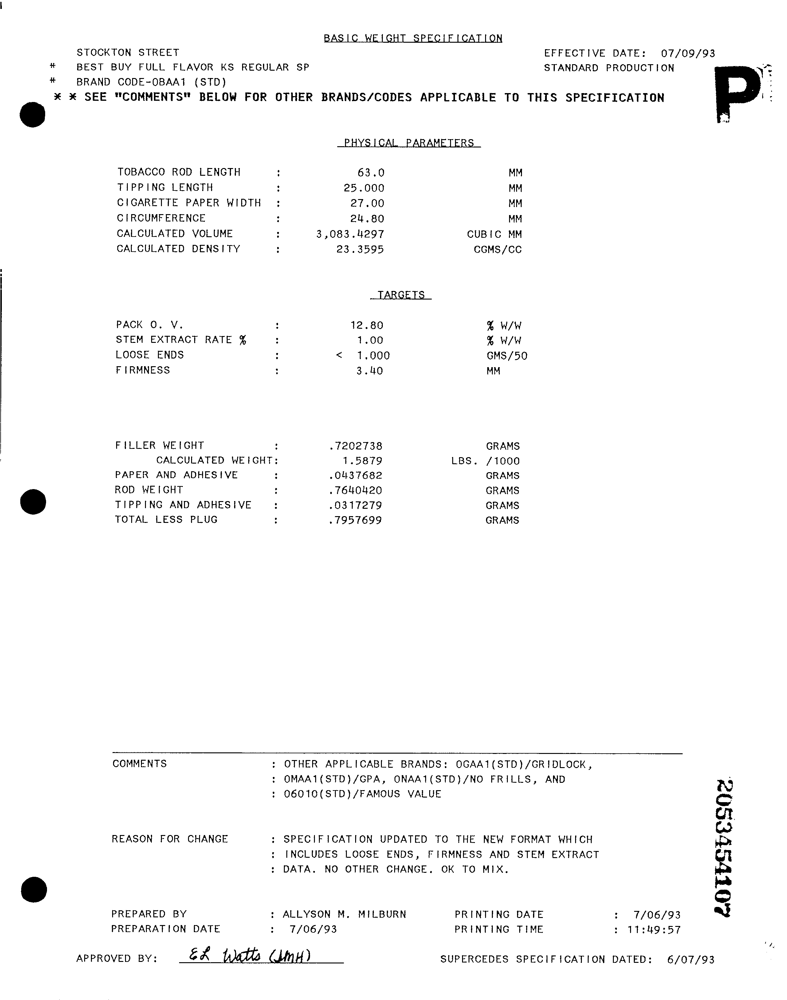 BASIC WEIGHT SPECIFICATION
STOCKTON STREET EFFECTIVE DATE: 07/09/93
# BEST BUY FULL FLAVOR KS REGULAR SP STANDARD PRODUCTION
# BRAND CODE-OBAA1 (STD)
* * SEE "COMMENTS" BELOW FOR OTHER BRANDS/CODES APPLICABLE TO THIS SPECIFICATION
P
PHYSICAL PARAMETERS
TOBACCO ROD LENGTH : 63.0 MM
TIPPING LENGTH : 25.000 MM
CIGARETTE PAPER WIDTH : 27.00 MM
CIRCUMFERENCE : 24.80 MM
CALCULATED VOLUME : 3,083.4297 CUBIC MM
CALCULATED DENSITY : 23.3595 CGMS/CC
TARGETS
PACK O. V. : 12.80 % W/W
STEM EXTRACT RATE % : 1.00 % W/W
LOOSE ENDS : < 1.000 GMS/50
FIRMNESS : 3.40 MM
FILLER WEIGHT : .7202738 GRAMS
CALCULATED WEIGHT: 1.5879 LBS. /1000
PAPER AND ADHESIVE : .0437682 GRAMS
ROD WEIGHT : .7640420 GRAMS
TIPPING AND ADHESIVE : .0317279 GRAMS
TOTAL LESS PLUG : .7957699 GRAMS
COMMENTS : OTHER APPLICABLE BRANDS: OGAA1(STD)/GRIDLOCK,
: OMAA1(STD)/GPA, ONAA1(STD)/NO FRILLS, AND
: 06010(STD)/FAMOUS VALUE
REASON FOR CHANGE : SPECIFICATION UPDATED TO THE NEW FORMAT WHICH
: INCLUDES LOOSE ENDS, FIRMNESS AND STEM EXTRACT
: DATA. NO OTHER CHANGE. OK TO MIX.
PREPARED BY : ALLYSON M. MILBURN PRINTING DATE : 7/06/93
PREPARATION DATE : 7/06/93 PRINTING TIME : 11:49:57
APPROVED BY: EL Watts (JMH) SUPERCEDES SPECIFICATION DATED: 6/07/93
2053454107